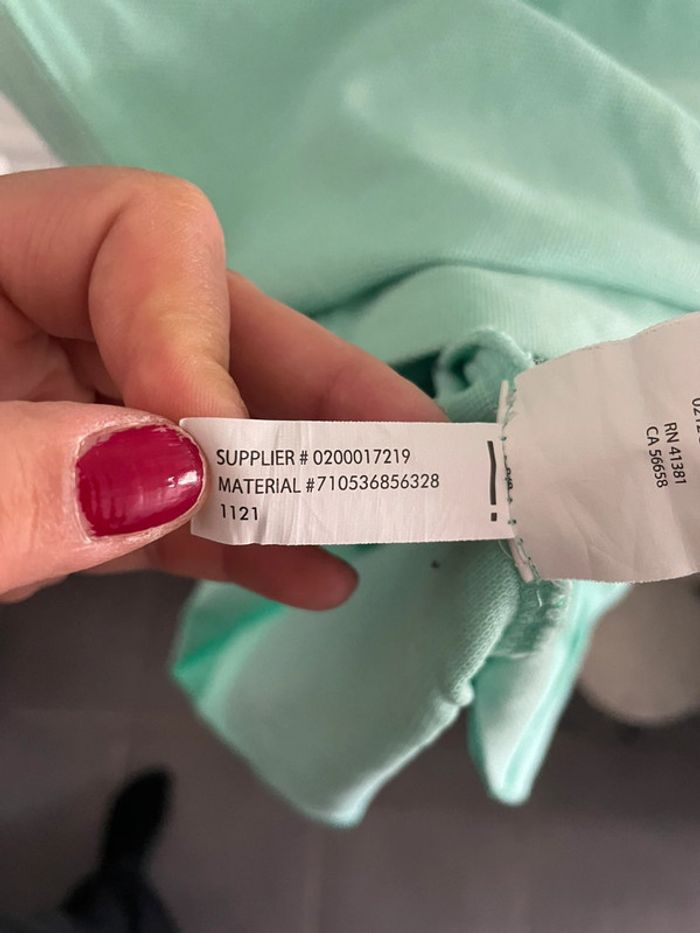 SUPPLIER # 0200017219
MATERIAL #710536856328
1121
RN 41381
CA 56658